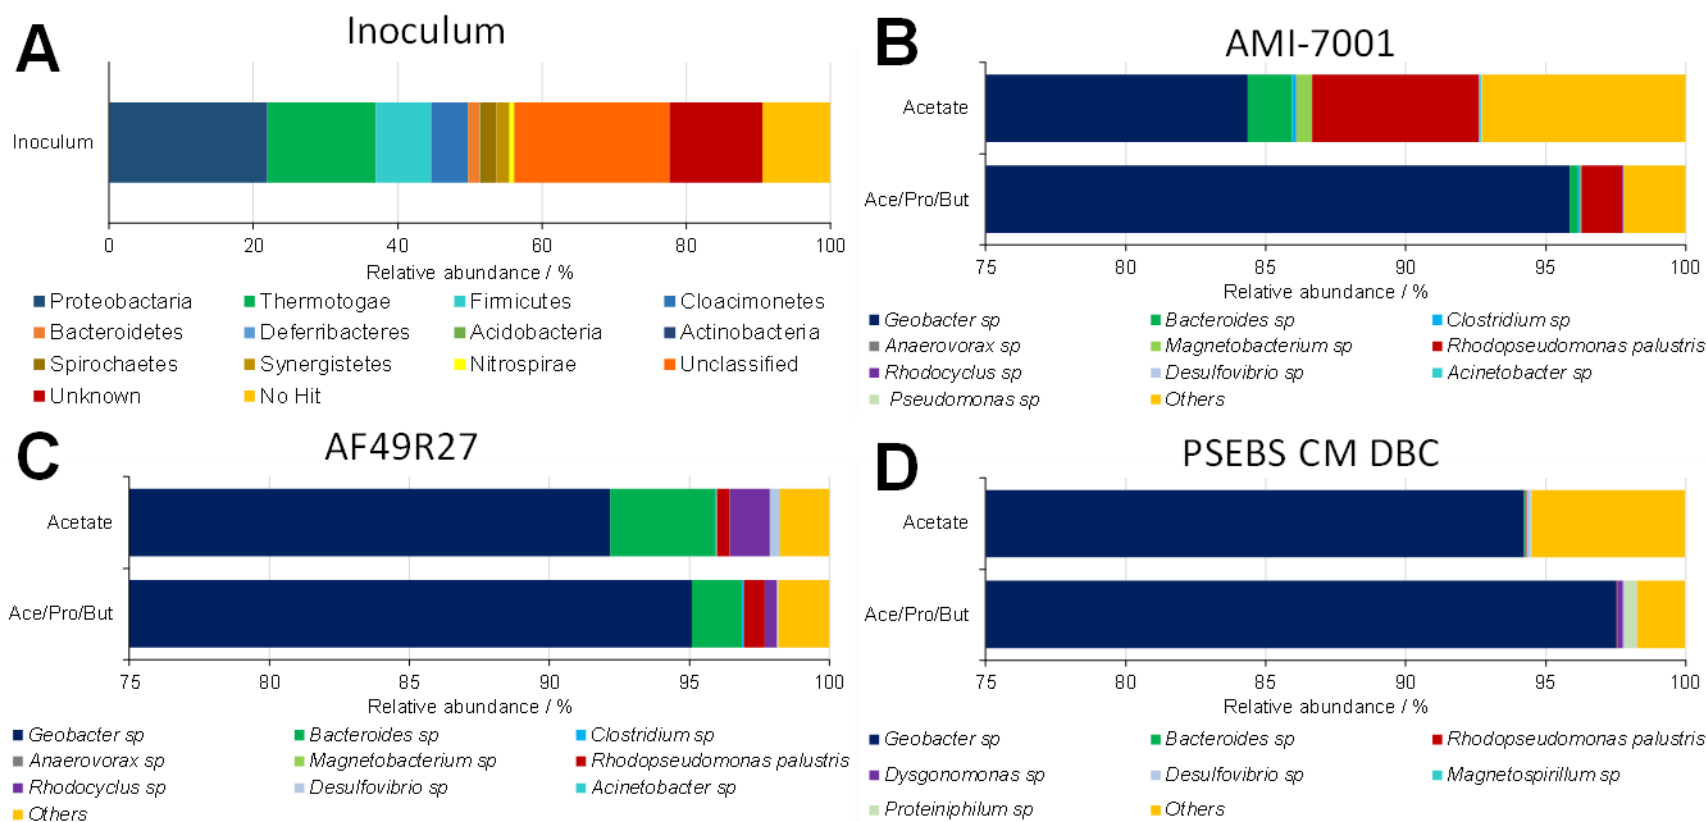 A
Inoculum
Inoculum
0 20 40 60 80 100
Relative abundance / %
Proteobactaria Thermotogae Firmicutes Cloacimonetes
Bacteroidetes Deferribacteres Acidobacteria Actinobacteria
Spirochaetes Synergistetes Nitrospirae Unclassified
Unknown No Hit
B
AMI-7001
Acetate
Ace/Pro/But
75 80 85 90 95 100
Relative abundance / %
Geobacter sp Bacteroides sp Clostridium sp
Anaerovorax sp Magnetobacterium sp Rhodopseudomonas palustris
Rhodocyclus sp Desulfovibrio sp Acinetobacter sp
Pseudomonas sp Others
C
AF49R27
Acetate
Ace/Pro/But
75 80 85 90 95 100
Relative abundance / %
Geobacter sp Bacteroides sp Clostridium sp
Anaerovorax sp Magnetobacterium sp Rhodopseudomonas palustris
Rhodocyclus sp Desulfovibrio sp Acinetobacter sp
Others
D
PSEBS CM DBC
Acetate
Ace/Pro/But
75 80 85 90 95 100
Relative abundance / %
Geobacter sp Bacteroides sp Rhodopseudomonas palustris
Dysgonomonas sp Desulfovibrio sp Magnetospirillum sp
Proteiniphilum sp Others